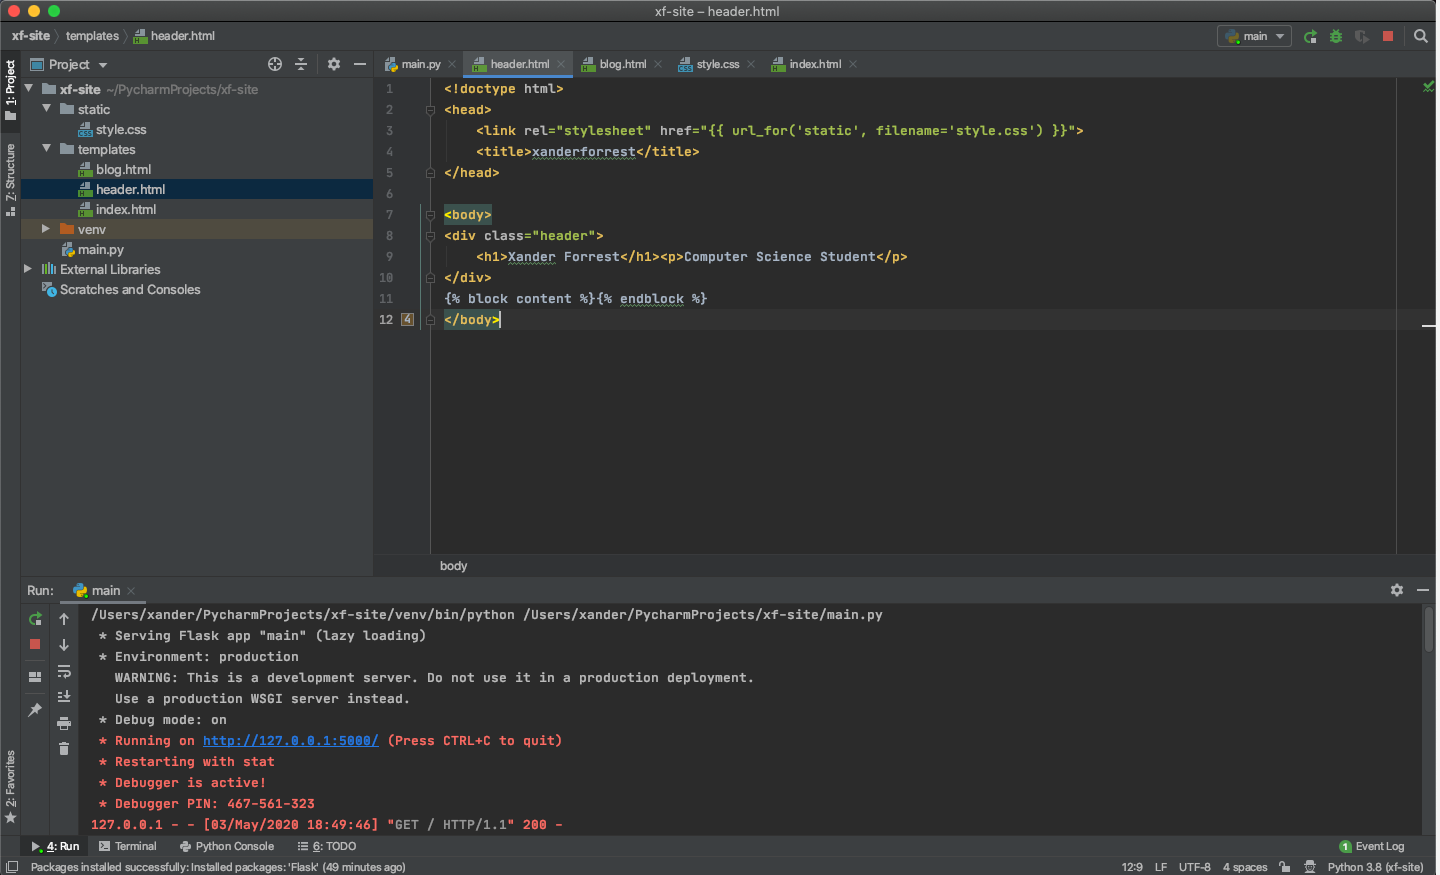 xf-site – header.html
xf-site templates header.html
main
1: Project
Z: Structure
2: Favorites
Project
xf-site ~/PycharmProjects/xf-site
static
style.css
templates
blog.html
header.html
index.html
venv
main.py
External Libraries
Scratches and Consoles
main.py header.html blog.html style.css index.html
1 <!doctype html>
2 <head>
3 <link rel="stylesheet" href="{{ url_for('static', filename='style.css') }}">
4 <title>xanderforrest</title>
5 </head>
6
7 <body>
8 <div class="header">
9 <h1>Xander Forrest</h1><p>Computer Science Student</p>
10 </div>
11 {% block content %}{% endblock %}
12 4 </body>
body
Run: main
/Users/xander/PycharmProjects/xf-site/venv/bin/python /Users/xander/PycharmProjects/xf-site/main.py
* Serving Flask app "main" (lazy loading)
* Environment: production
WARNING: This is a development server. Do not use it in a production deployment.
Use a production WSGI server instead.
* Debug mode: on
* Running on http://127.0.0.1:5000/ (Press CTRL+C to quit)
* Restarting with stat
* Debugger is active!
* Debugger PIN: 467-561-323
127.0.0.1 - - [03/May/2020 18:49:46] "GET / HTTP/1.1" 200 -
4: Run Terminal Python Console 6: TODO 1 Event Log
Packages installed successfully: Installed packages: 'Flask' (49 minutes ago) 12:9 LF UTF-8 4 spaces Python 3.8 (xf-site)